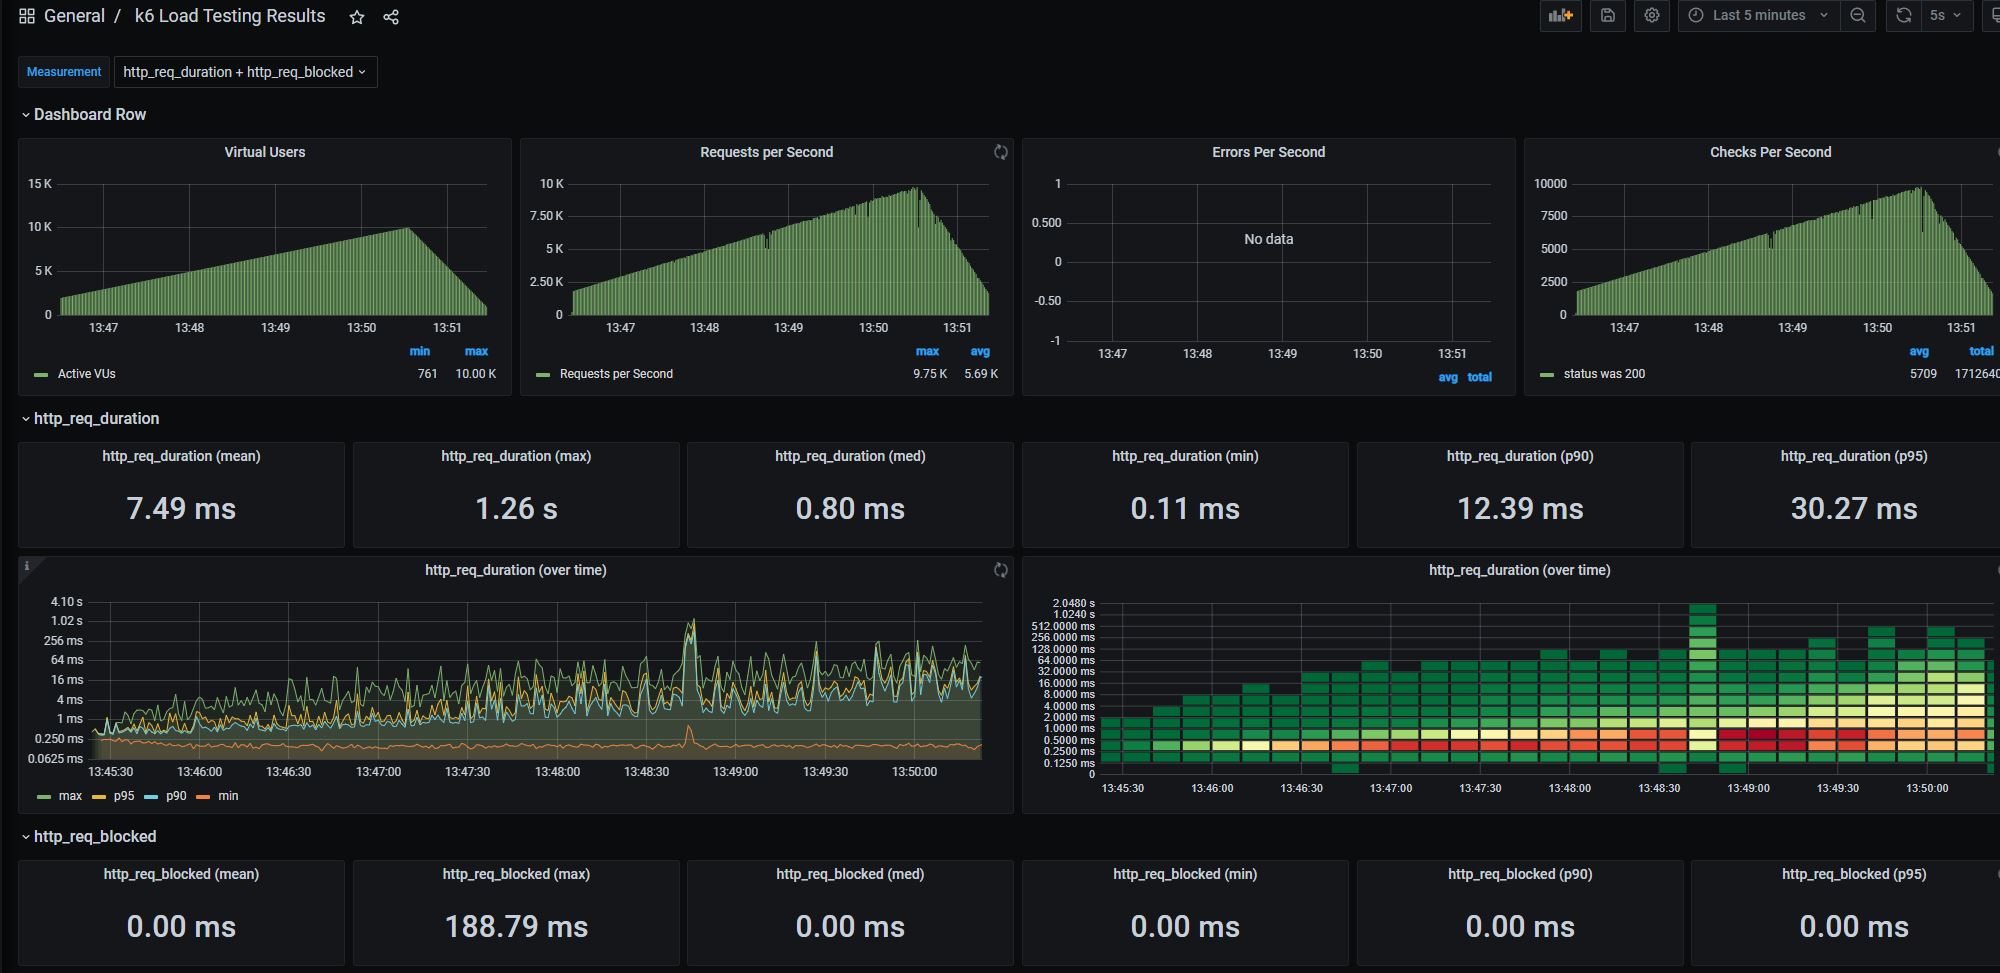 General / k6 Load Testing Results
Last 5 minutes
5s
Measurement
http_req_duration + http_req_blocked
Dashboard Row
Virtual Users
15 K
10 K
5 K
0
13:47 13:48 13:49 13:50 13:51
min max
Active VUs 761 10.00 K
Requests per Second
10 K
7.50 K
5 K
2.50 K
0
13:47 13:48 13:49 13:50 13:51
max avg
Requests per Second 9.75 K 5.69 K
Errors Per Second
1
0.500
0
-0.50
-1
No data
13:47 13:48 13:49 13:50 13:51
avg total
Checks Per Second
10000
7500
5000
2500
0
13:47 13:48 13:49 13:50 13:51
avg total
status was 200 5709 1712640
http_req_duration
http_req_duration (mean)
7.49 ms
http_req_duration (max)
1.26 s
http_req_duration (med)
0.80 ms
http_req_duration (min)
0.11 ms
http_req_duration (p90)
12.39 ms
http_req_duration (p95)
30.27 ms
i
http_req_duration (over time)
4.10 s
1.02 s
256 ms
64 ms
16 ms
4 ms
1 ms
0.250 ms
0.0625 ms
13:45:30 13:46:00 13:46:30 13:47:00 13:47:30 13:48:00 13:48:30 13:49:00 13:49:30 13:50:00
max p95 p90 min
http_req_duration (over time)
2.0480 s
1.0240 s
512.0000 ms
256.0000 ms
128.0000 ms
64.0000 ms
32.0000 ms
16.0000 ms
8.0000 ms
4.0000 ms
2.0000 ms
1.0000 ms
0.5000 ms
0.2500 ms
0.1250 ms
0
13:45:30 13:46:00 13:46:30 13:47:00 13:47:30 13:48:00 13:48:30 13:49:00 13:49:30 13:50:00
http_req_blocked
http_req_blocked (mean)
0.00 ms
http_req_blocked (max)
188.79 ms
http_req_blocked (med)
0.00 ms
http_req_blocked (min)
0.00 ms
http_req_blocked (p90)
0.00 ms
http_req_blocked (p95)
0.00 ms